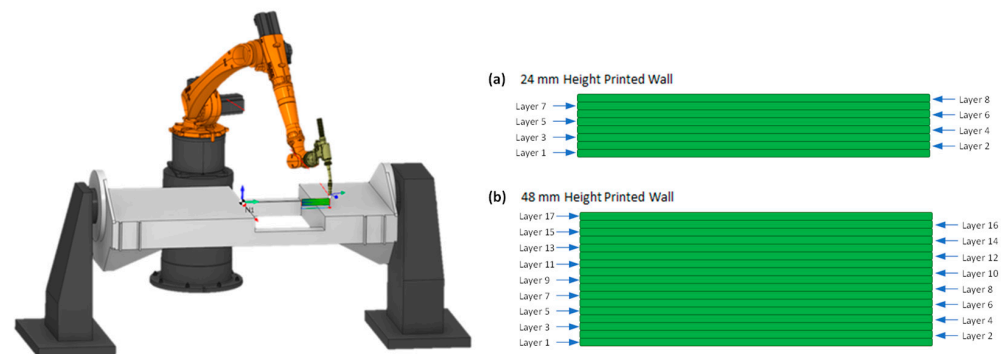 (a) 24 mm Height Printed Wall
Layer 8
Layer 7
Layer 6
Layer 5
Layer 4
Layer 3
Layer 2
Layer 1
(b) 48 mm Height Printed Wall
Layer 17
Layer 16
Layer 15
Layer 14
Layer 13
Layer 12
Layer 11
Layer 10
Layer 9
Layer 8
Layer 7
Layer 6
Layer 5
Layer 4
Layer 3
Layer 2
Layer 1